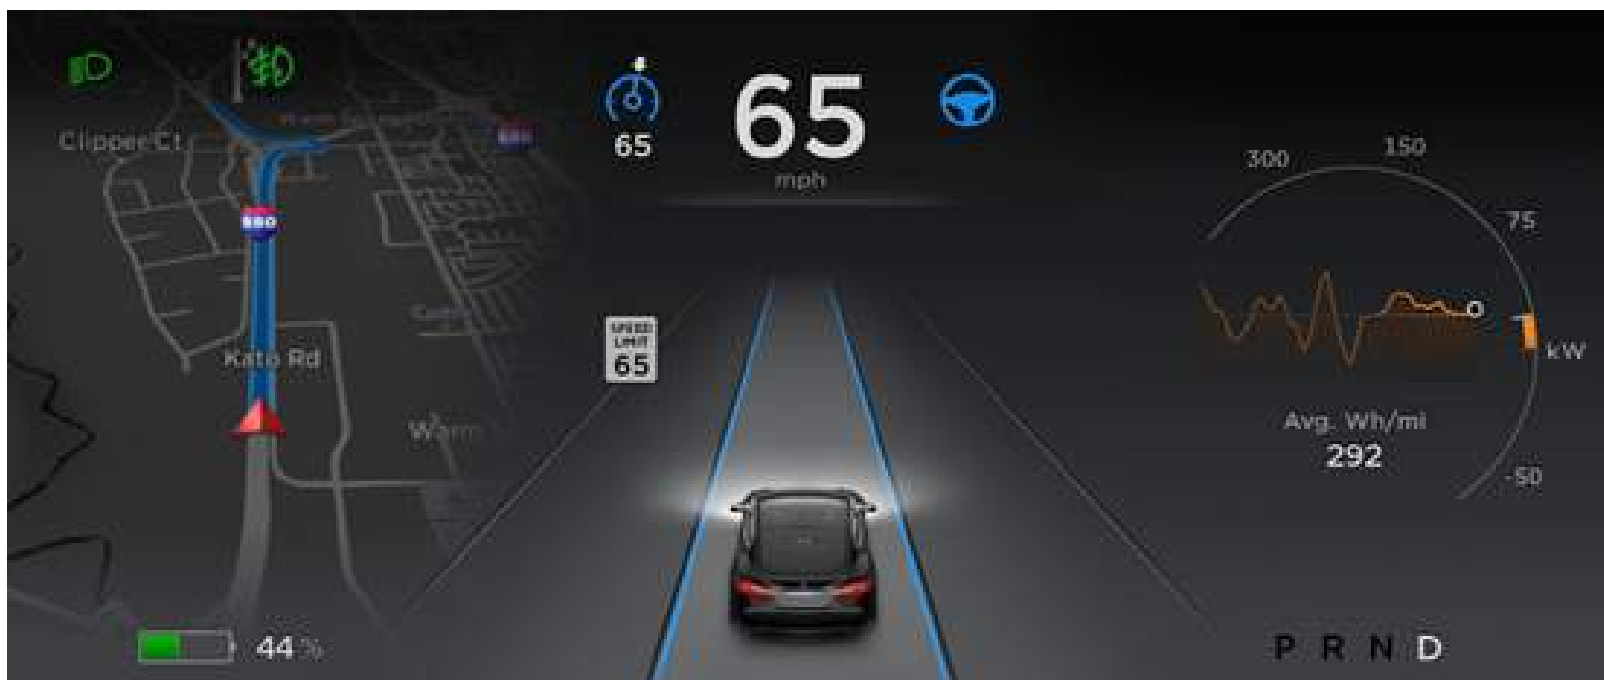 Clipper Ct
680
Kato Rd
44 %
65
65
mph
SPEED
LIMIT
65
300
150
75
kW
-50
Avg. Wh/mi
292
P R N D